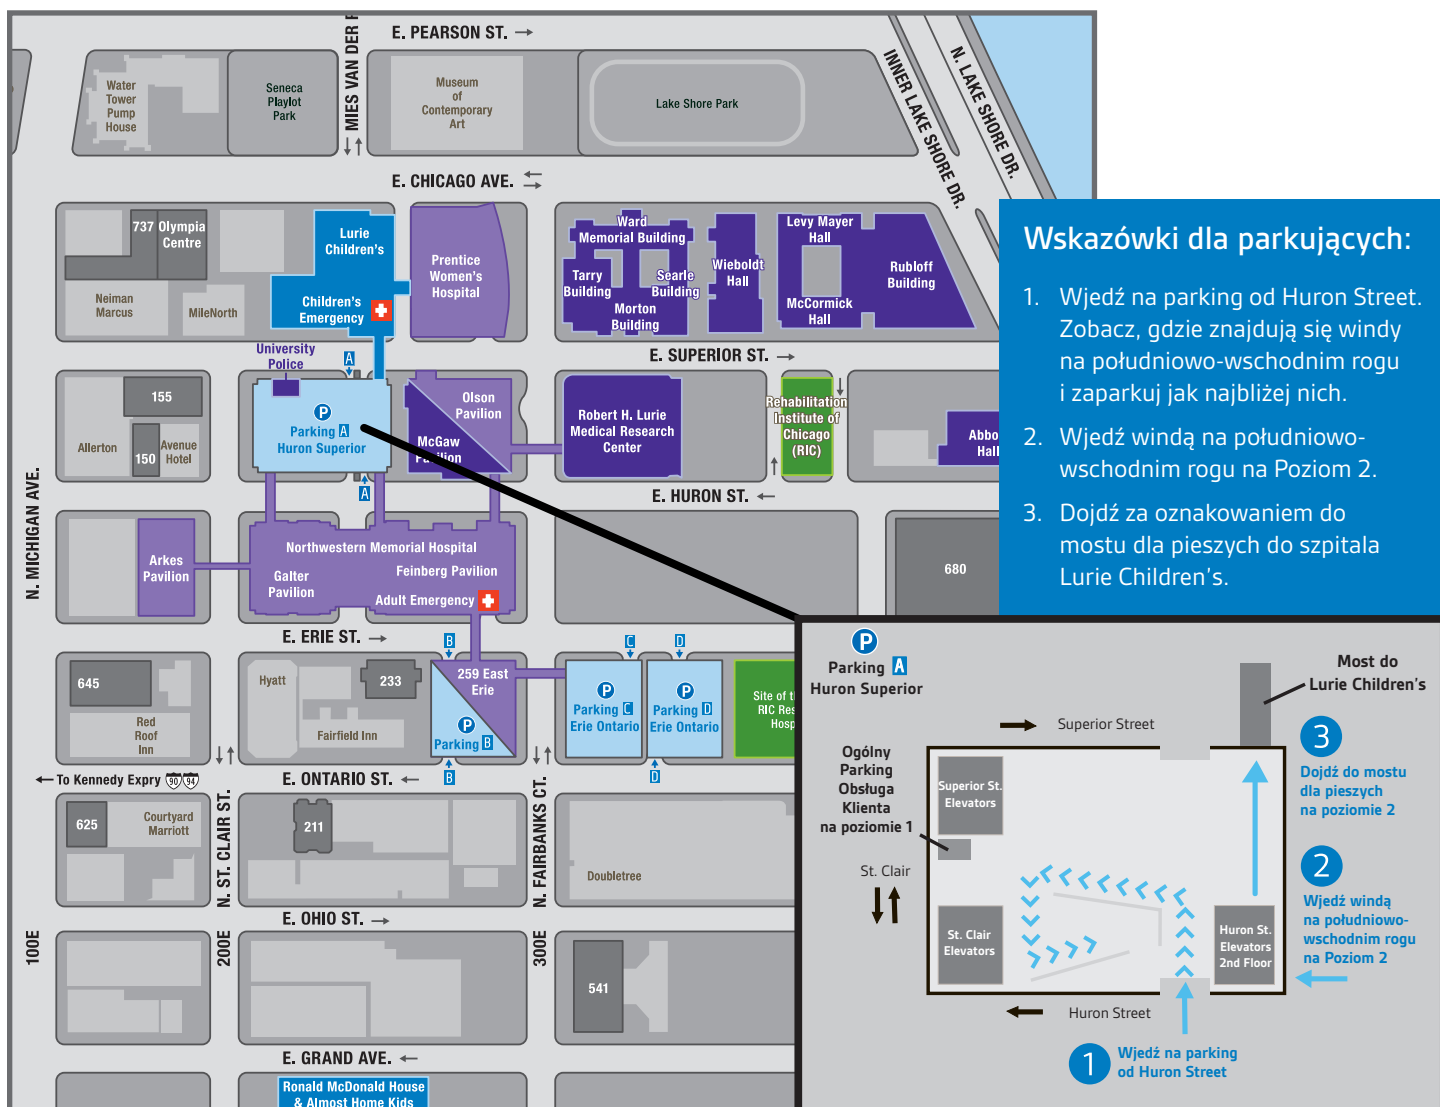 E. PEARSON ST.
MIES VAN DER
INNER LAKE SHORE DR.
N. LAKE SHORE DR.
Water
Tower
Pump
House
Seneca
Playlot
Park
Museum
of
Contemporary
Art
Lake Shore Park
E. CHICAGO AVE.
737
Olympia
Centre
Neiman
Marcus
MileNorth
Lurie
Children's
Children's
Emergency
Prentice
Women's
Hospital
Ward
Memorial Building
Tarry
Building
Searle
Building
Morton
Building
Wieboldt
Hall
Levy Mayer
Hall
McCormick
Hall
Rubloff
Building
University
Police
A
E. SUPERIOR ST.
155
Allerton
150
Avenue
Hotel
P
Parking A
Huron Superior
Olson
Pavilion
McGaw
Pavilion
Robert H. Lurie
Medical Research
Center
Rehabilitation
Institute of
Chicago
(RIC)
Abbo
Hall
A
E. HURON ST.
N. MICHIGAN AVE.
Arkes
Pavilion
Northwestern Memorial Hospital
Galter
Pavilion
Feinberg Pavilion
Adult Emergency
680
E. ERIE ST.
B
C
D
645
Red
Roof
Inn
Hyatt
233
Fairfield Inn
259 East
Erie
P
Parking B
P
Parking C
Erie Ontario
P
Parking D
Erie Ontario
Site of th
RIC Res
Hosp
B
D
To Kennedy Expry 90 94
E. ONTARIO ST.
N. ST. CLAIR ST.
N. FAIRBANKS CT.
625
Courtyard
Marriott
211
Doubletree
E. OHIO ST.
100E
200E
300E
541
E. GRAND AVE.
Ronald McDonald House
& Almost Home Kids
Wskazówki dla parkujących:
1. Wjedź na parking od Huron Street.
Zobacz, gdzie znajdują się windy
na południowo-wschodnim rogu
i zaparkuj jak najbliżej nich.
2. Wjedź windą na południowo-
wschodnim rogu na Poziom 2.
3. Dojdź za oznakowaniem do
mostu dla pieszych do szpitala
Lurie Children's.
P
Parking A
Huron Superior
Most do
Lurie Children's
Superior Street
Ogólny
Parking
Obsługa
Klienta
na poziomie 1
Superior St.
Elevators
3
Dojdź do mostu
dla pieszych
na poziomie 2
St. Clair
2
Wjedź windą
na południowo-
wschodnim rogu
na Poziom 2
St. Clair
Elevators
Huron St.
Elevators
2nd Floor
Huron Street
1
Wjedź na parking
od Huron Street